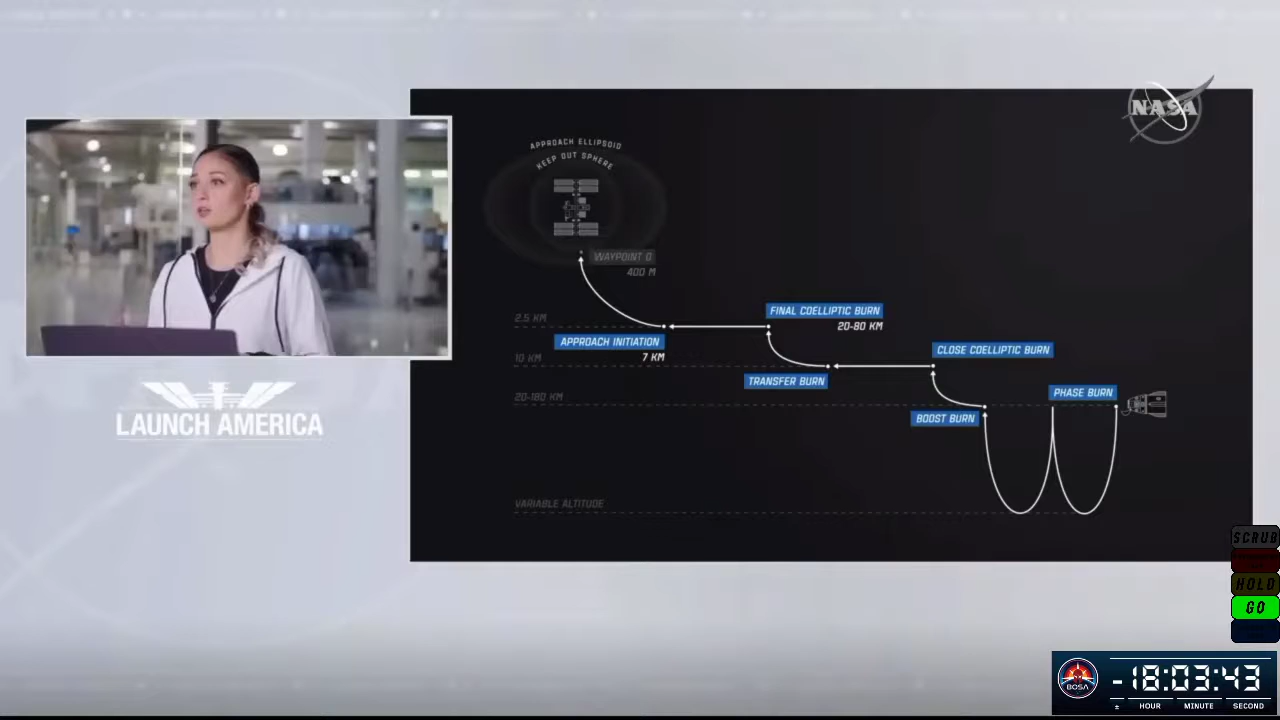 NASA
APPROACH ELLIPSOID
KEEP OUT SPHERE
WAYPOINT 0
400 M
2.5 KM
FINAL COELLIPTIC BURN
20-80 KM
APPROACH INITIATION
7 KM
10 KM
CLOSE COELLIPTIC BURN
TRANSFER BURN
20-180 KM
PHASE BURN
BOOST BURN
VARIABLE ALTITUDE
LAUNCH AMERICA
SCRUB
HOLD
GO
BOSA
-18:03:43
± HOUR MINUTE SECOND